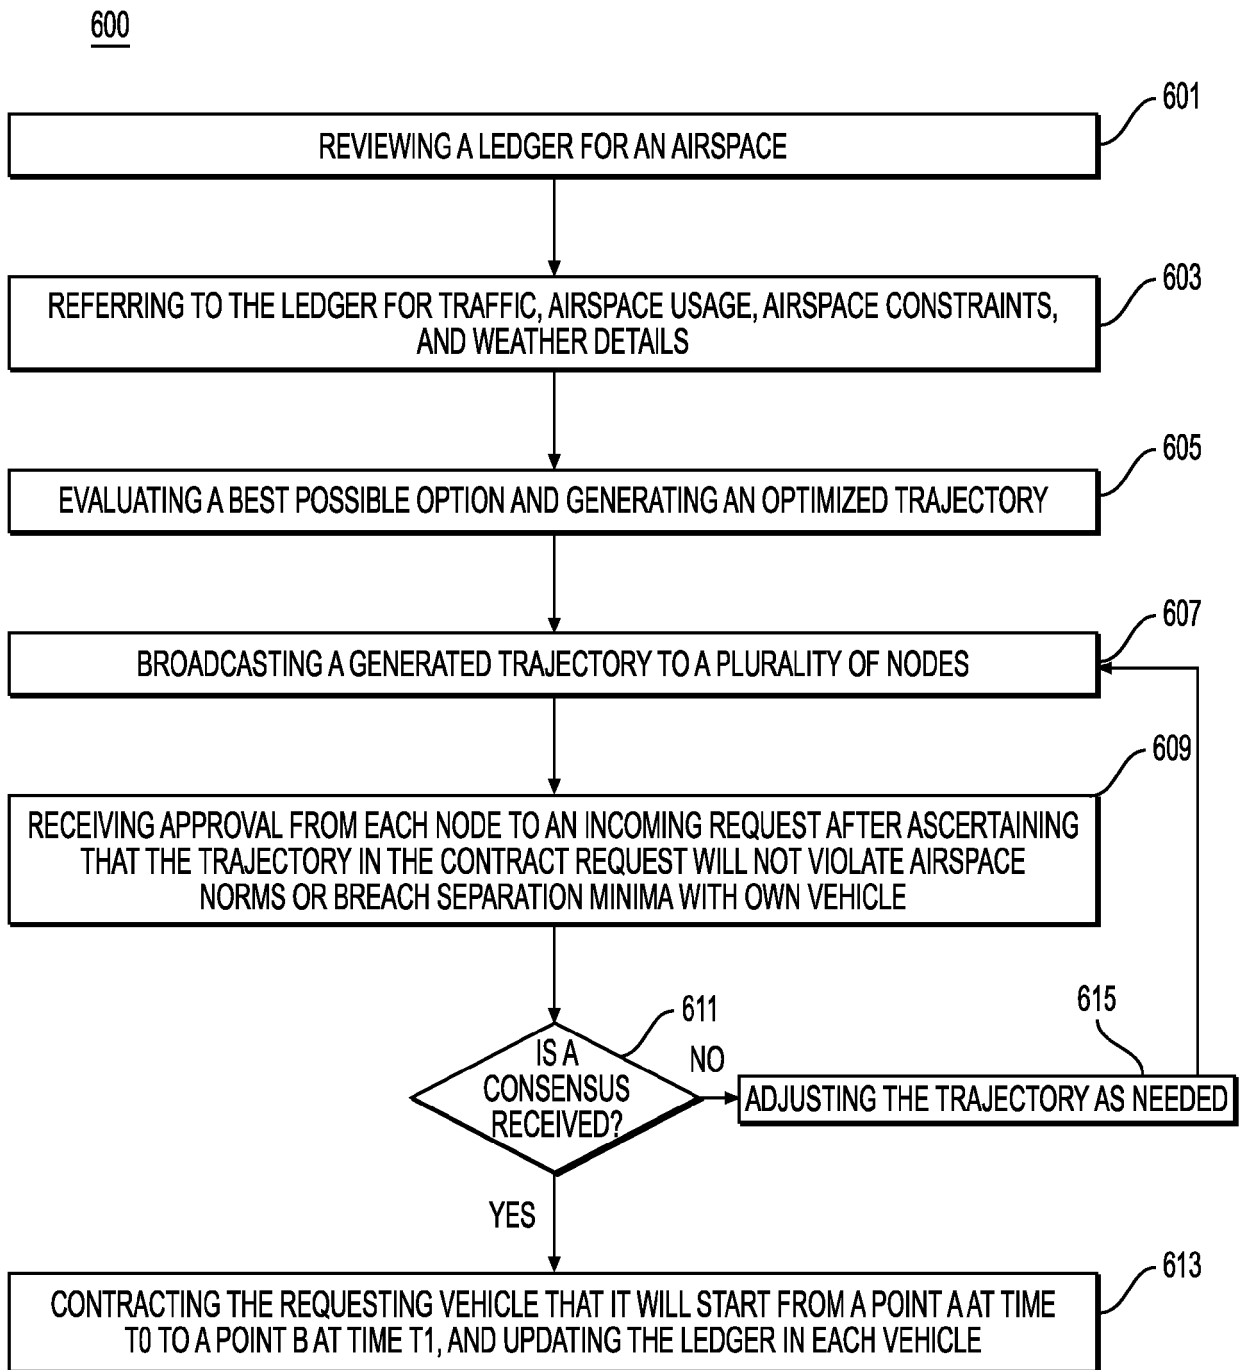 600
601
REVIEWING A LEDGER FOR AN AIRSPACE
603
REFERRING TO THE LEDGER FOR TRAFFIC, AIRSPACE USAGE, AIRSPACE CONSTRAINTS,
AND WEATHER DETAILS
605
EVALUATING A BEST POSSIBLE OPTION AND GENERATING AN OPTIMIZED TRAJECTORY
607
BROADCASTING A GENERATED TRAJECTORY TO A PLURALITY OF NODES
609
RECEIVING APPROVAL FROM EACH NODE TO AN INCOMING REQUEST AFTER ASCERTAINING
THAT THE TRAJECTORY IN THE CONTRACT REQUEST WILL NOT VIOLATE AIRSPACE
NORMS OR BREACH SEPARATION MINIMA WITH OWN VEHICLE
611
IS A
CONSENSUS
RECEIVED?
NO
615
ADJUSTING THE TRAJECTORY AS NEEDED
YES
613
CONTRACTING THE REQUESTING VEHICLE THAT IT WILL START FROM A POINT A AT TIME
T0 TO A POINT B AT TIME T1, AND UPDATING THE LEDGER IN EACH VEHICLE